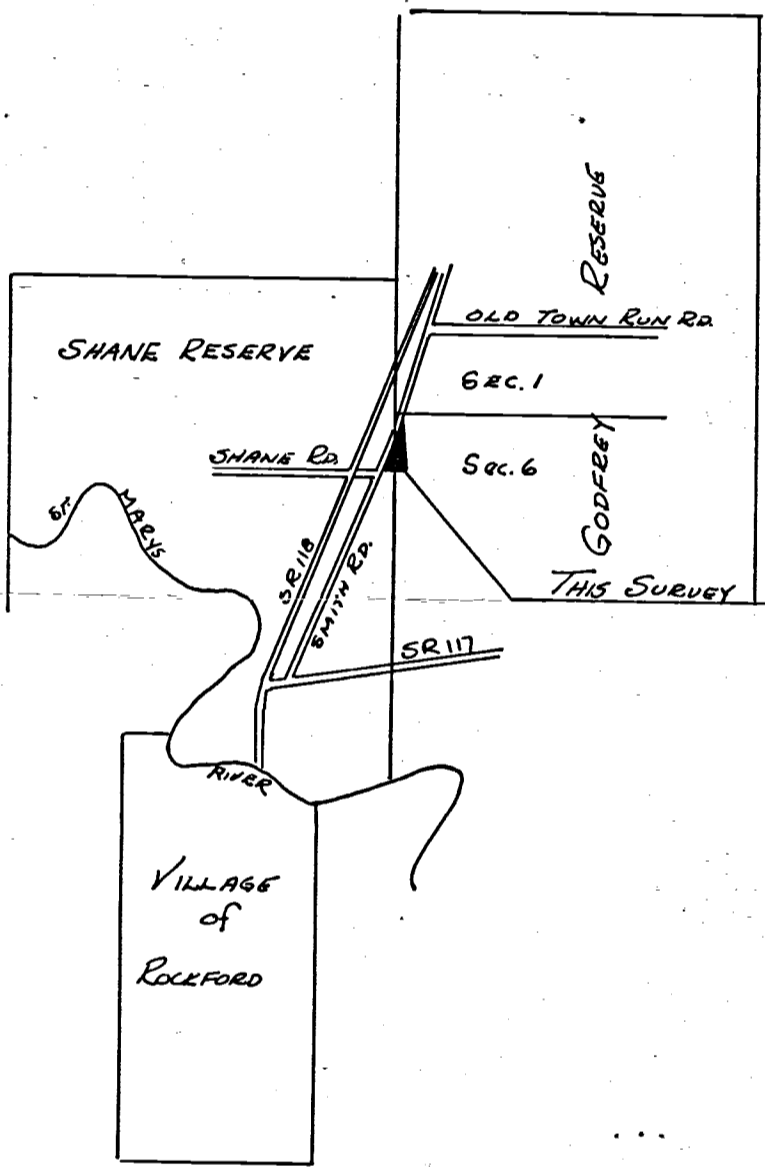 RESERVE
OLD TOWN RUN RD.
SHANE RESERVE
SEC. 1
SHANE RD.
Sec. 6
GODFREY
ST. MARYS
SR 118
SMITH RD.
THIS SURVEY
SR 117
RIVER
VILLAGE
of
ROCKFORD